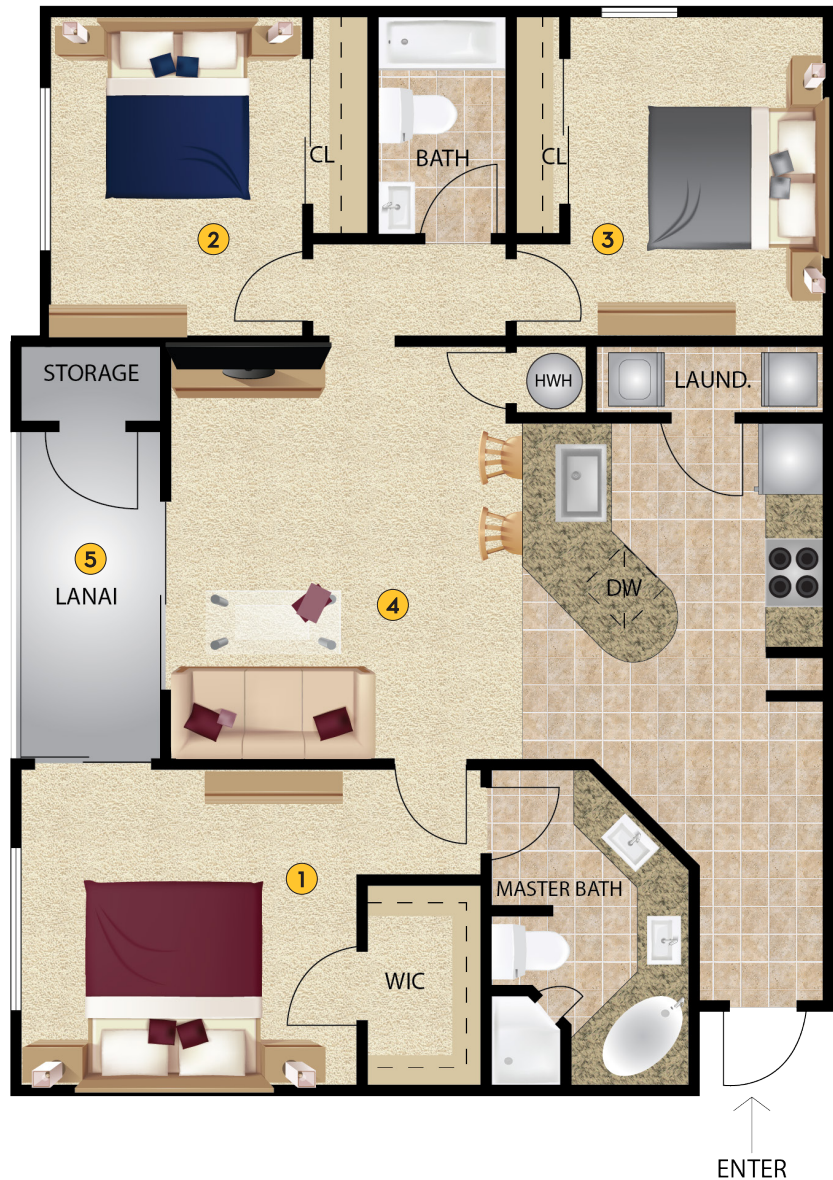 CL
BATH
CL
2
3
STORAGE
HWH
LAUND.
5
LANAI
4
DW
1
MASTER BATH
WIC
ENTER